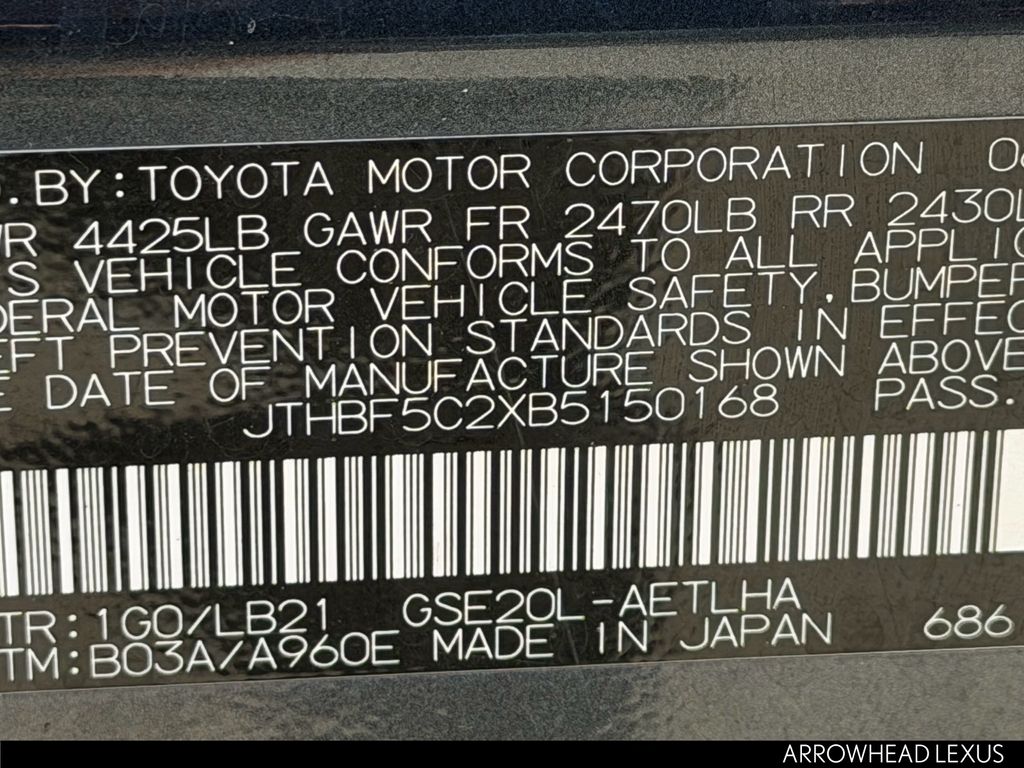 .BY: TOYOTA MOTOR CORPORATION
WR 4425LB GAWR FR 2470LB RR 2430L
S VEHICLE CONFORMS TO ALL APPLIC
DERAL MOTOR VEHICLE SAFETY, BUMPER
EFT PREVENTION STANDARDS IN EFFEC
E DATE OF MANUFACTURE SHOWN ABOVE
JTHBF5C2XB5150168 PASS.
TR: 1G0/LB21 GSE20L-AETLHA
TM: B03A/A960E MADE IN JAPAN 686
ARROWHEAD LEXUS